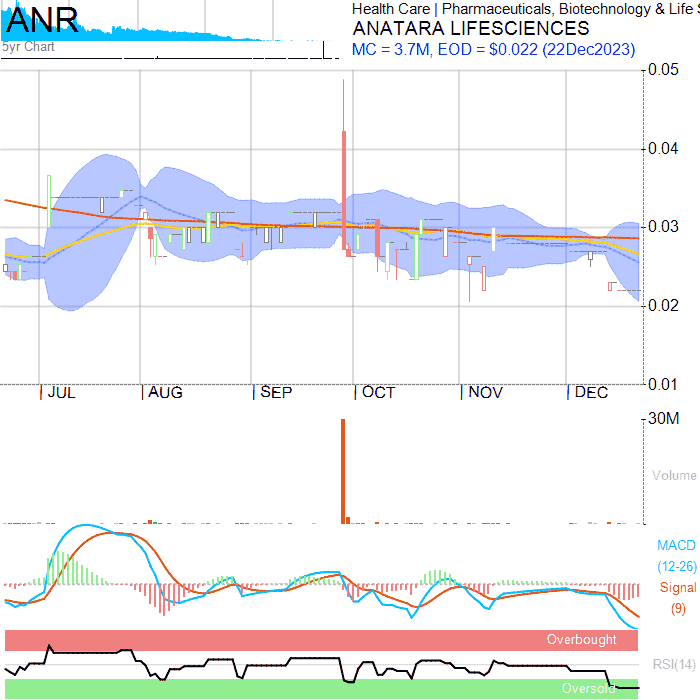 ANR
Health Care | Pharmaceuticals, Biotechnology & Life
ANATARA LIFESCIENCES
5yr Chart
MC = 3.7M, EOD = $0.022 (22Dec2023)
0.05
0.04
0.03
0.02
0.01
JUL AUG SEP OCT NOV DEC
30M
Volume
MACD
(12-26)
Signal
(9)
Overbought
RSI(14)
Oversold